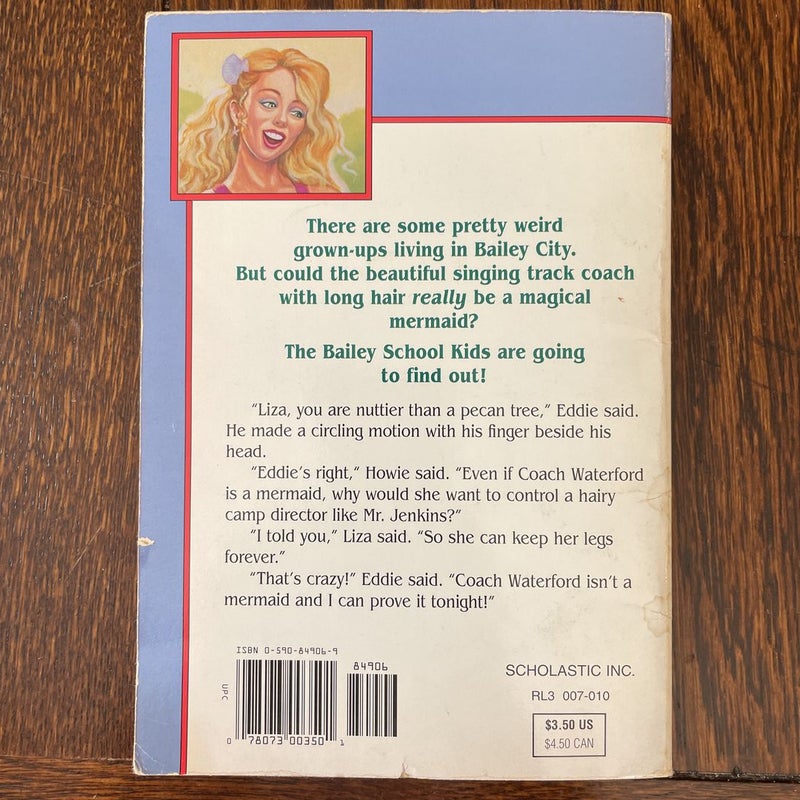 There are some pretty weird
grown-ups living in Bailey City.
But could the beautiful singing track coach
with long hair really be a magical
mermaid?
The Bailey School Kids are going
to find out!
"Liza, you are nuttier than a pecan tree," Eddie said.
He made a circling motion with his finger beside his
head.
"Eddie's right," Howie said. "Even if Coach Waterford
is a mermaid, why would she want to control a hairy
camp director like Mr. Jenkins?"
"I told you," Liza said. "So she can keep her legs
forever."
"That's crazy!" Eddie said. "Coach Waterford isn't a
mermaid and I can prove it tonight!"
ISBN 0-590-84906-9
84906
UPC
0 78073 00350 1
SCHOLASTIC INC.
RL3 007-010
$3.50 US
$4.50 CAN